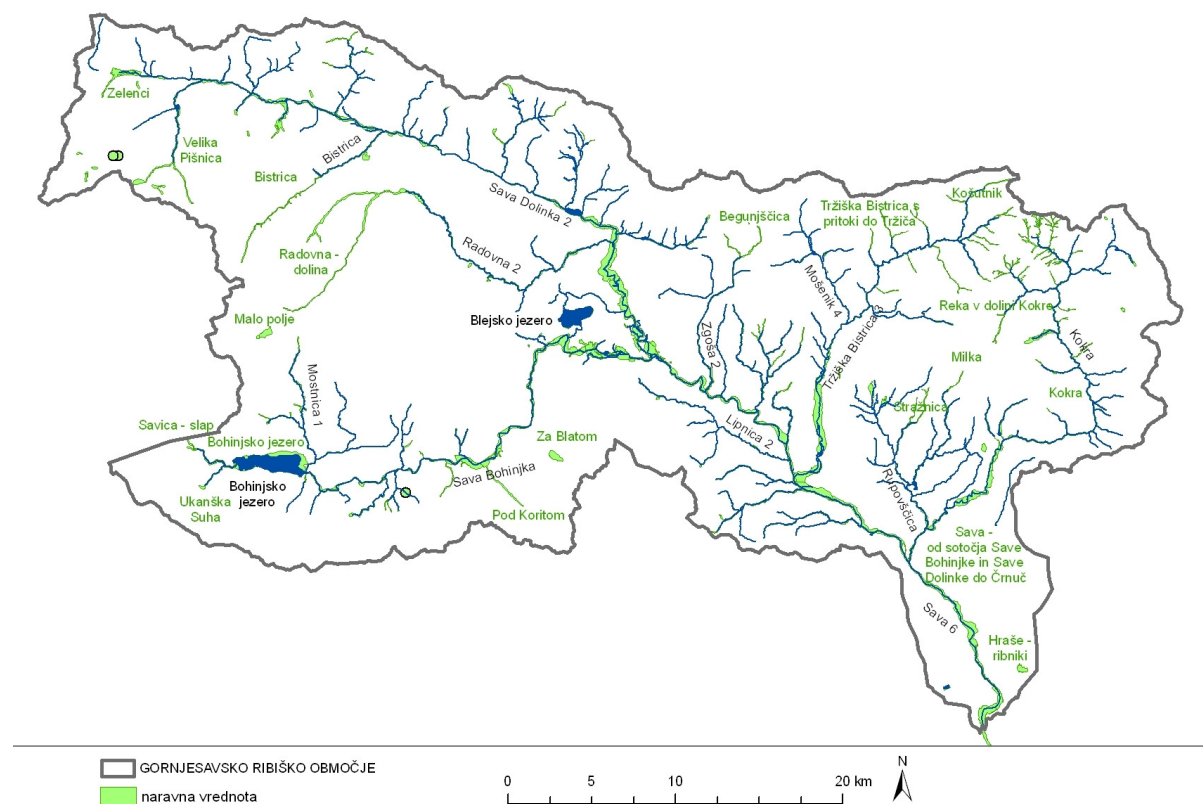 Zelenci
Velika
Pišnica
Bistrica
Bistrica
Sava Dolinka 2
Radovna -
dolina
Radovna 2
Malo polje
Blejsko jezero
Begunjščica
Tržiška Bistrica s
pritoki do Tržiča
Košutnik
Mošenik 4
Tržiška Bistrica 3
Reka v dolini Kokre
Kokra
Zgoša 2
Milka
Kokra
Stražnica
Mostnica 1
Savica - slap
Bohinjsko jezero
Bohinjsko
jezero
Ukanška
Suha
Sava Bohinjka
Za Blatom
Pod Koritom
Lipnica 2
Rupovščica
Sava -
od sotočja Save
Bohinjke in Save
Dolinke do Črnuč
Sava 6
Hraše -
ribniki
GORNJESAVSKO RIBIŠKO OBMOČJE
naravna vrednota
0 5 10 20 km
N